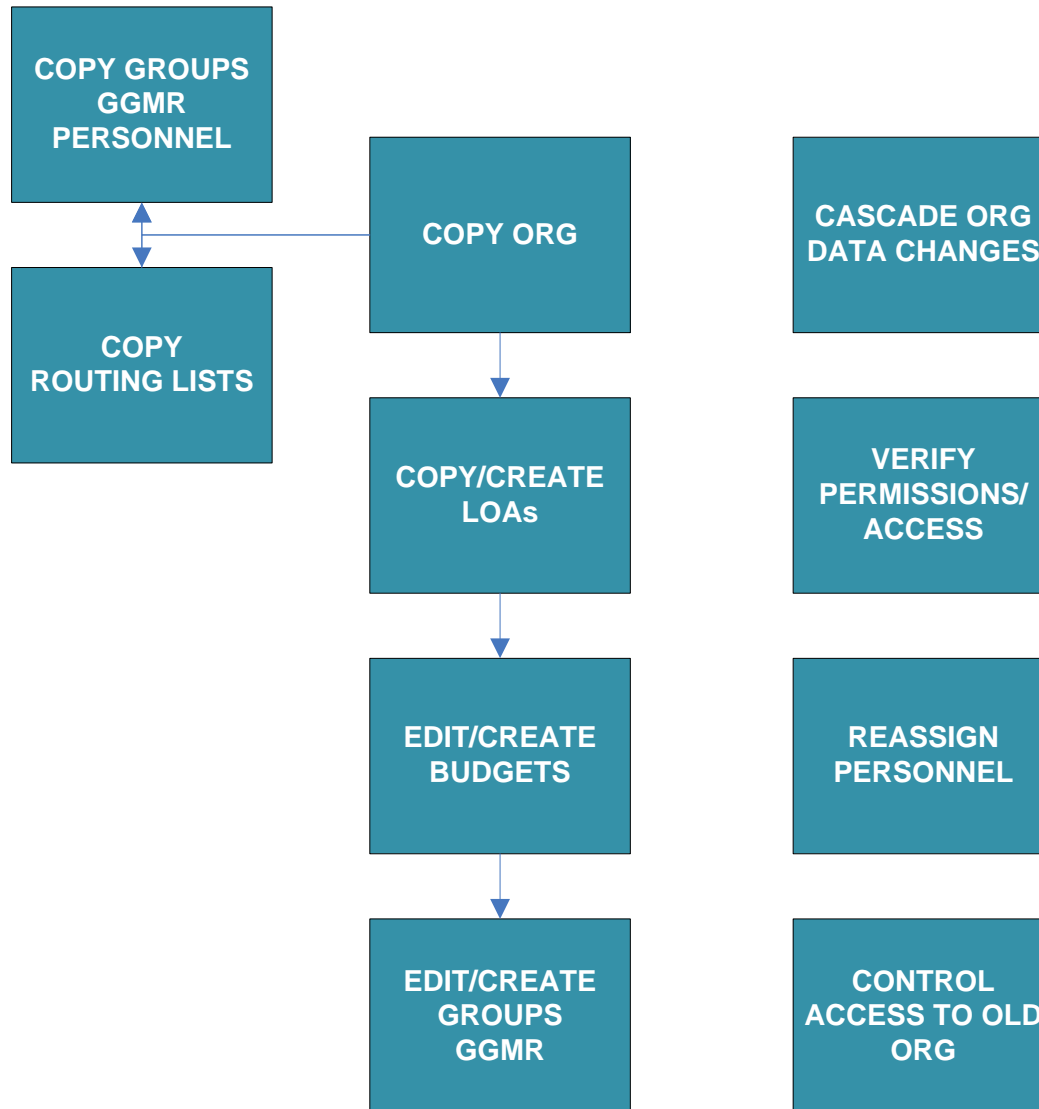 COPY GROUPS
GGMR
PERSONNEL
COPY
ROUTING LISTS
COPY ORG
COPY/CREATE
LOAs
EDIT/CREATE
BUDGETS
EDIT/CREATE
GROUPS
GGMR
CASCADE ORG
DATA CHANGES
VERIFY
PERMISSIONS/
ACCESS
REASSIGN
PERSONNEL
CONTROL
ACCESS TO OLD
ORG